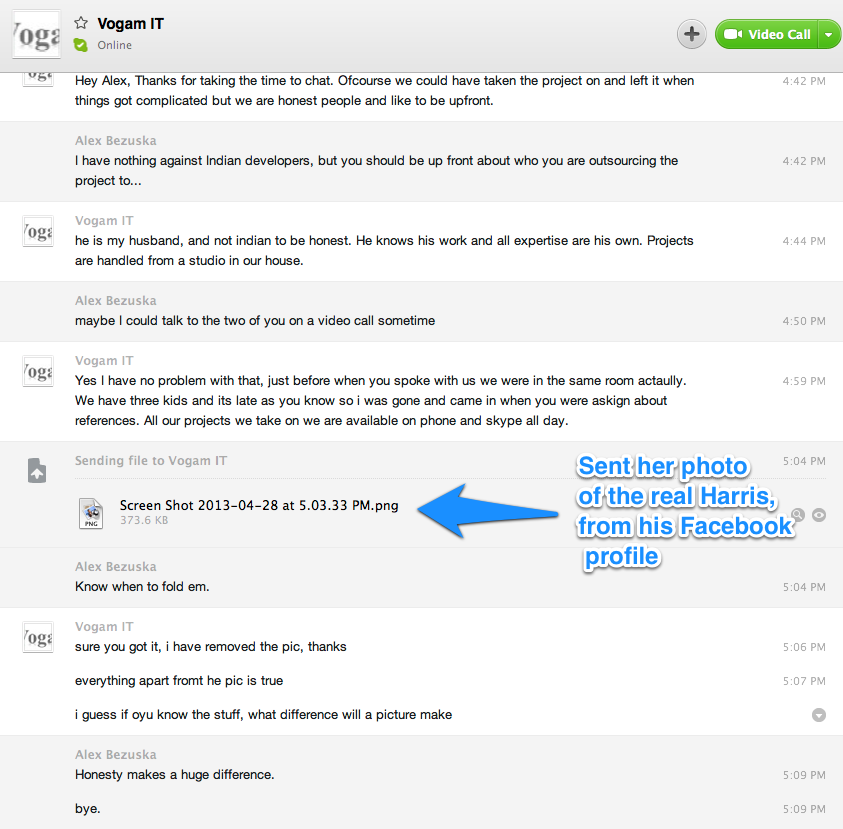 Vogam IT
Online
Video Call
Hey Alex, Thanks for taking the time to chat. Ofcourse we could have taken the project on and left it when
things got complicated but we are honest people and like to be upfront.
4:42 PM
Alex Bezuska
I have nothing against Indian developers, but you should be up front about who you are outsourcing the
project to...
4:42 PM
Vogam IT
he is my husband, and not indian to be honest. He knows his work and all expertise are his own. Projects
are handled from a studio in our house.
4:44 PM
Alex Bezuska
maybe I could talk to the two of you on a video call sometime
4:50 PM
Vogam IT
Yes I have no problem with that, just before when you spoke with us we were in the same room actaully.
We have three kids and its late as you know so i was gone and came in when you were askign about
references. All our projects we take on we are available on phone and skype all day.
4:59 PM
Sending file to Vogam IT
5:04 PM
PNG
Screen Shot 2013-04-28 at 5.03.33 PM.png
373.6 KB
Sent her photo
of the real Harris,
from his Facebook
profile
Alex Bezuska
Know when to fold em.
5:04 PM
Vogam IT
sure you got it, i have removed the pic, thanks
5:06 PM
everything apart fromt he pic is true
5:07 PM
i guess if oyu know the stuff, what difference will a picture make
Alex Bezuska
Honesty makes a huge difference.
5:09 PM
bye.
5:09 PM